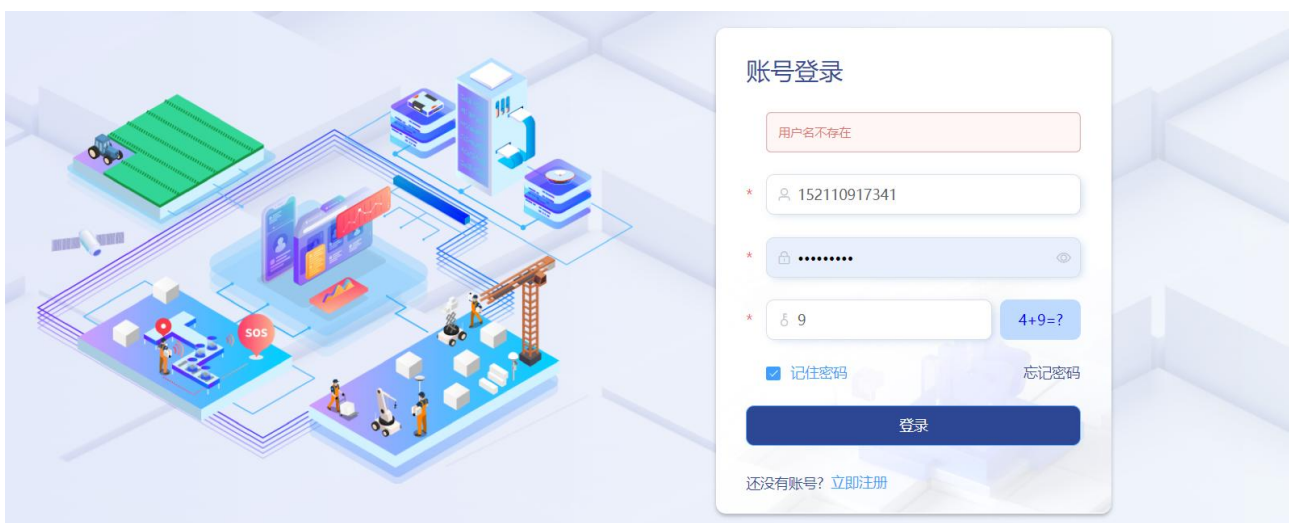 账号登录
用户名不存在
* 152110917341
* •••••••••
* 9 4+9=?
记住密码 忘记密码
登录
还没有账号? 立即注册
SOS